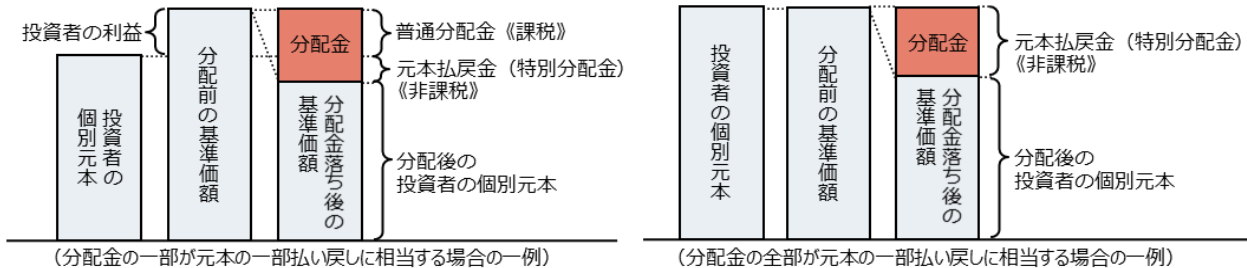 投資者の利益
投資者の
個別元本
分配前の基準価額
分配金
分配金落ち後の
基準価額
普通分配金《課税》
元本払戻金（特別分配金）
《非課税》
分配後の
投資者の個別元本
（分配金の一部が元本の一部払い戻しに相当する場合の一例）
投資者の個別元本
分配前の基準価額
分配金
分配金落ち後の
基準価額
元本払戻金（特別分配金）
《非課税》
分配後の
投資者の個別元本
（分配金の全部が元本の一部払い戻しに相当する場合の一例）